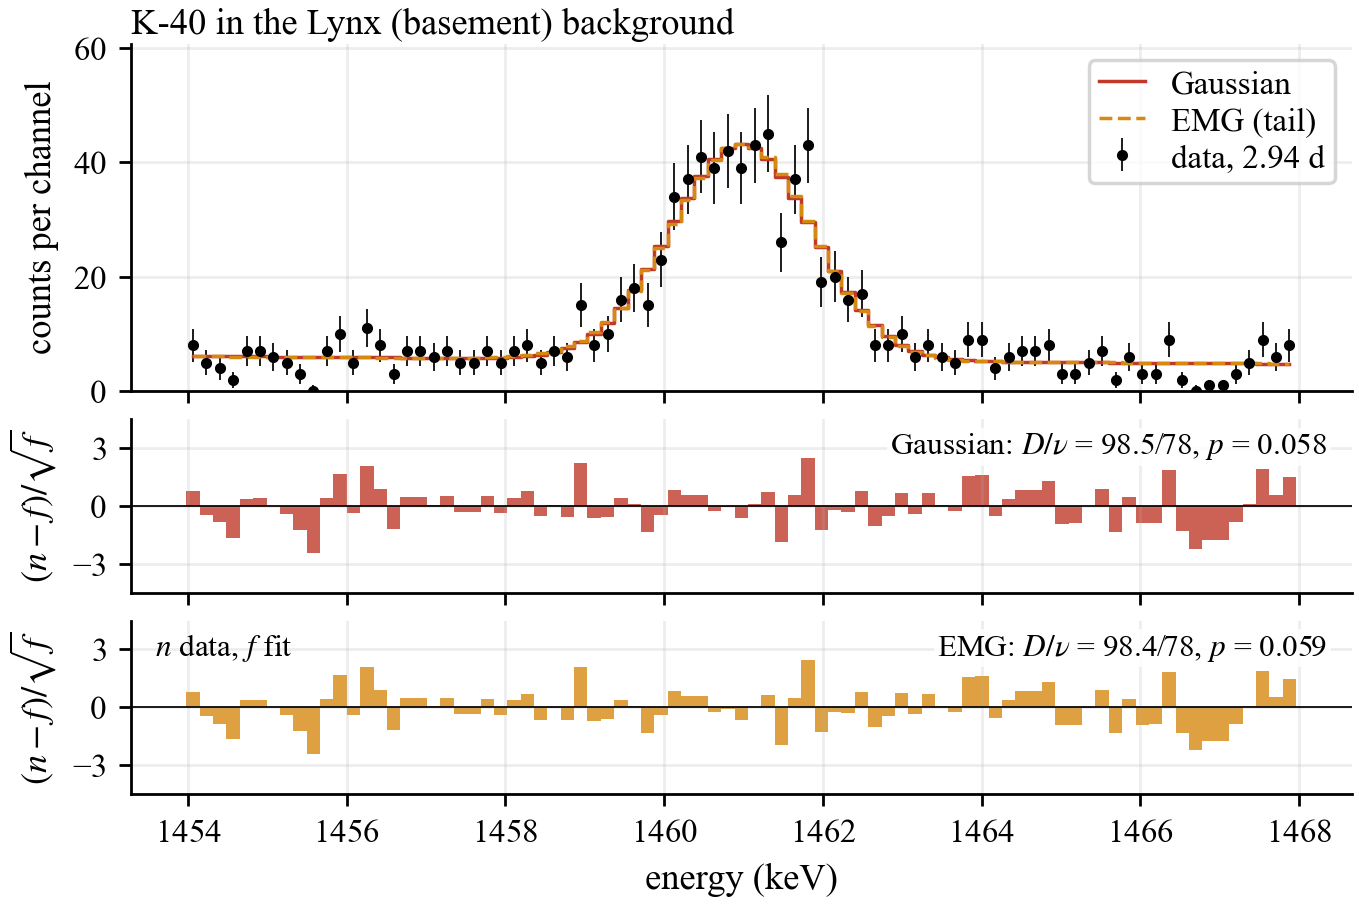 K-40 in the Lynx (basement) background
counts per channel
60
40
20
0
Gaussian
EMG (tail)
data, 2.94 d
(n − f)/√f
3
0
−3
Gaussian: D/ν = 98.5/78, p = 0.058
(n − f)/√f
3
0
−3
n data, f fit
EMG: D/ν = 98.4/78, p = 0.059
1454 1456 1458 1460 1462 1464 1466 1468
energy (keV)